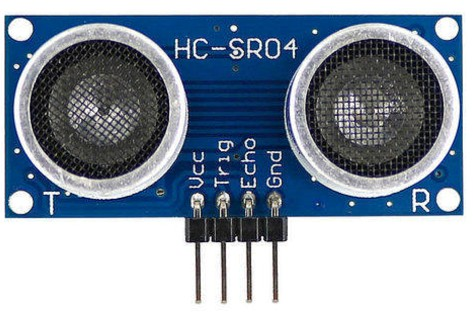 HC-SR04
Vcc
Trig
Echo
Gnd
T
R